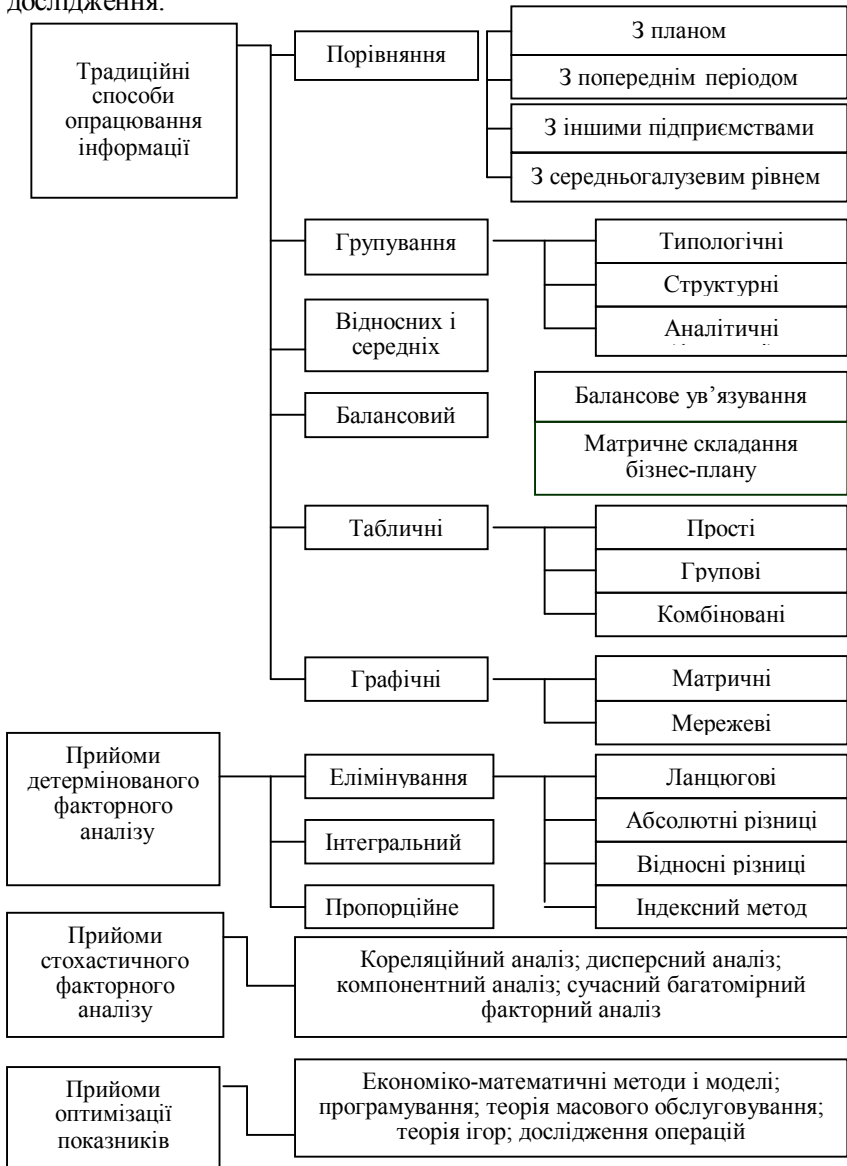 дослідження.
Традиційні
способи
опрацювання
інформації
Порівняння
З планом
З попереднім періодом
З іншими підприємствами
З середньогалузевим рівнем
Групування
Типологічні
Структурні
Аналітичні
Відносних і
середніх
Балансовий
Балансове ув’язування
Матричне складання
бізнес-плану
Табличні
Прості
Групові
Комбіновані
Графічні
Матричні
Мережеві
Прийоми
детермінованого
факторного
аналізу
Елімінування
Ланцюгові
Абсолютні різниці
Відносні різниці
Індексний метод
Інтегральний
Пропорційне
Прийоми
стохастичного
факторного
аналізу
Кореляційний аналіз; дисперсний аналіз;
компонентний аналіз; сучасний багатомірний
факторний аналіз
Прийоми
оптимізації
показників
Економіко-математичні методи і моделі;
програмування; теорія масового обслуговування;
теорія ігор; дослідження операцій